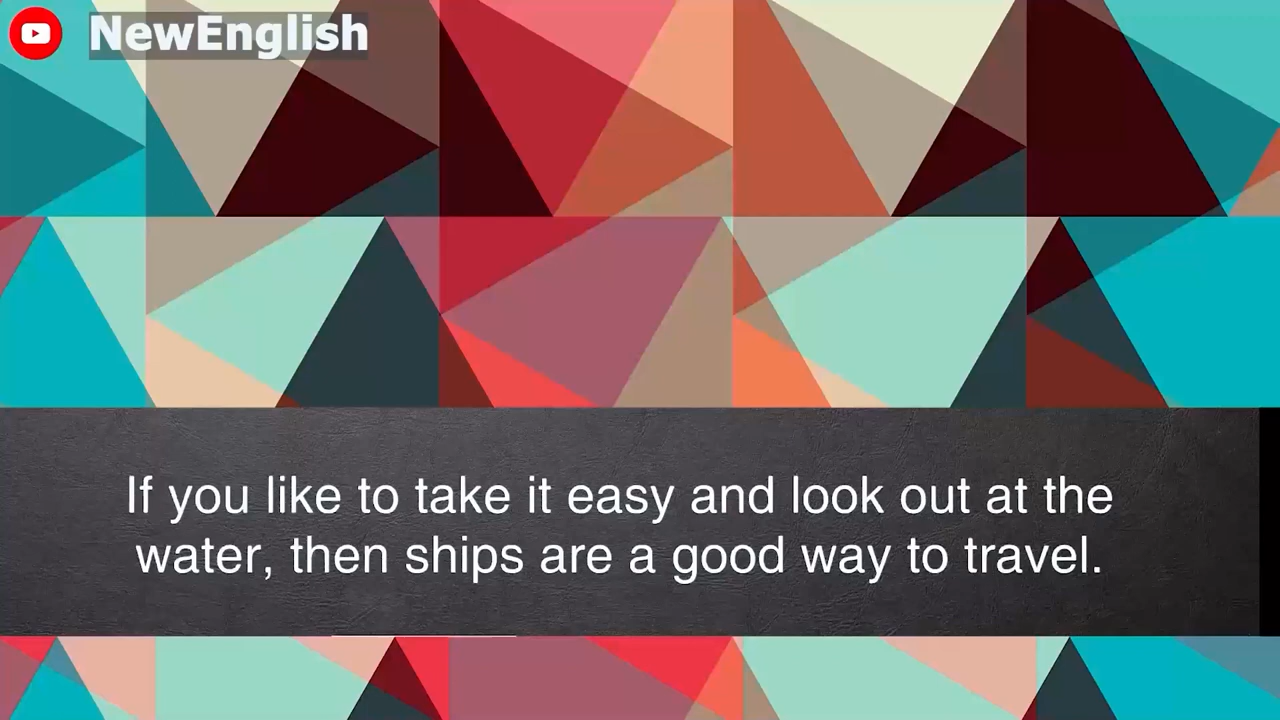 NewEnglish
If you like to take it easy and look out at the
water, then ships are a good way to travel.